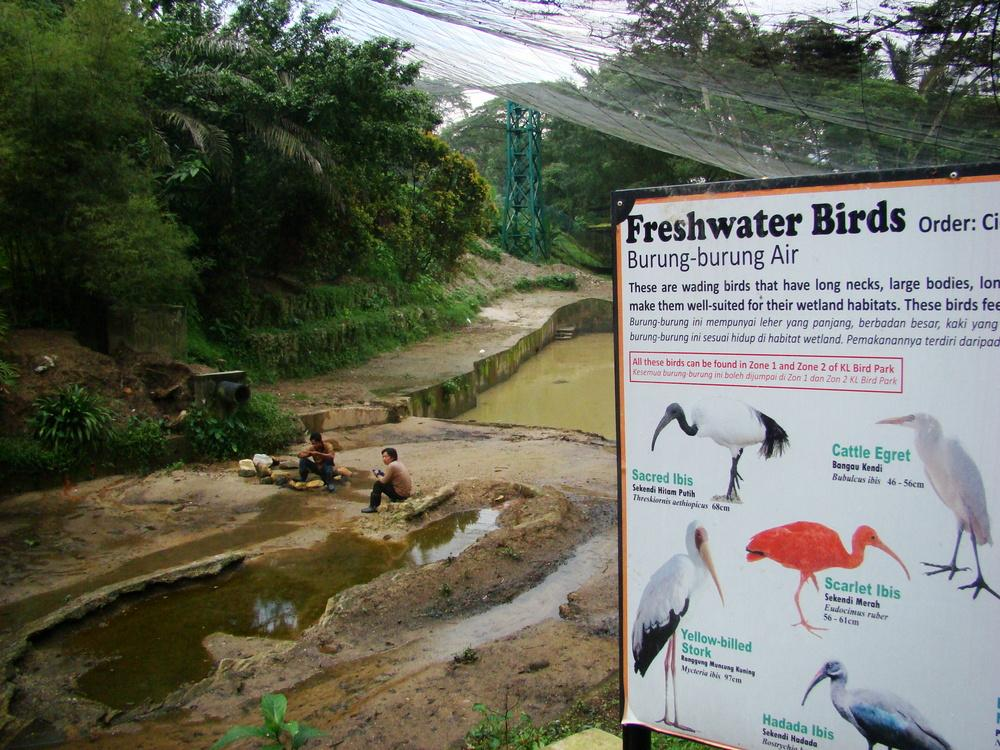 Freshwater Birds Order: Ci
Burung-burung Air
These are wading birds that have long necks, large bodies, lon
make them well-suited for their wetland habitats. These birds fee
Burung-burung ini mempunyai leher yang panjang, berbadan besar, kaki yang
burung-burung ini sesuai hidup di habitat wetland. Pemakanannya terdiri daripad
All these birds can be found in Zone 1 and Zone 2 of KL Bird Park
Kesemua burung-burung ini boleh dijumpai di Zon 1 dan Zon 2 KL Bird Park
Sacred Ibis
Sekendi Hitam Putih
Threskiornis aethiopicus 68cm
Cattle Egret
Bangau Kendi
Bubulcus ibis 46 - 56cm
Scarlet Ibis
Sekendi Merah
Eudocimus ruber
56 - 61cm
Yellow-billed
Stork
Ranggung Muncung Kuning
Mycteria ibis 97cm
Hadada Ibis
Sekendi Hadada